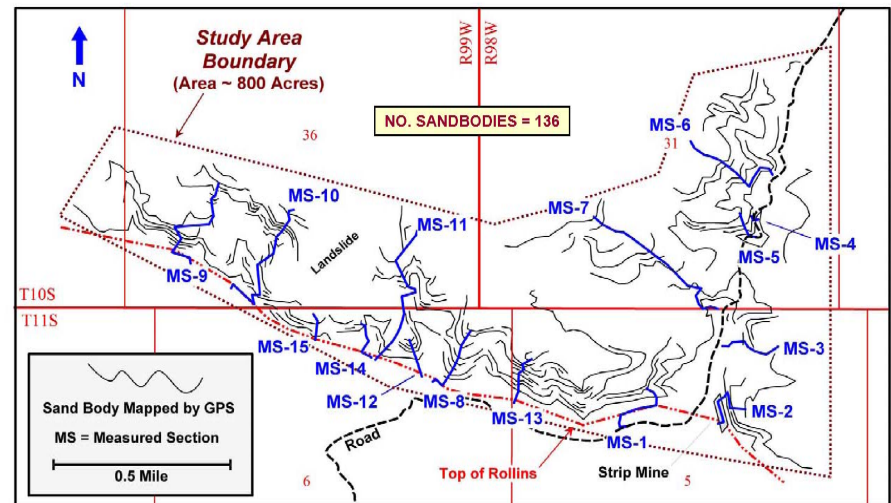 N
Study Area
Boundary
(Area ~ 800 Acres)
R99W
R98W
NO. SANDBODIES = 136
36
31
MS-6
MS-10
MS-11
MS-7
MS-4
MS-5
Landslide
MS-9
T10S
T11S
MS-15
MS-14
MS-12
MS-8
MS-13
MS-3
MS-2
MS-1
Road
Top of Rollins
Strip Mine
6
5
Sand Body Mapped by GPS
MS = Measured Section
0.5 Mile